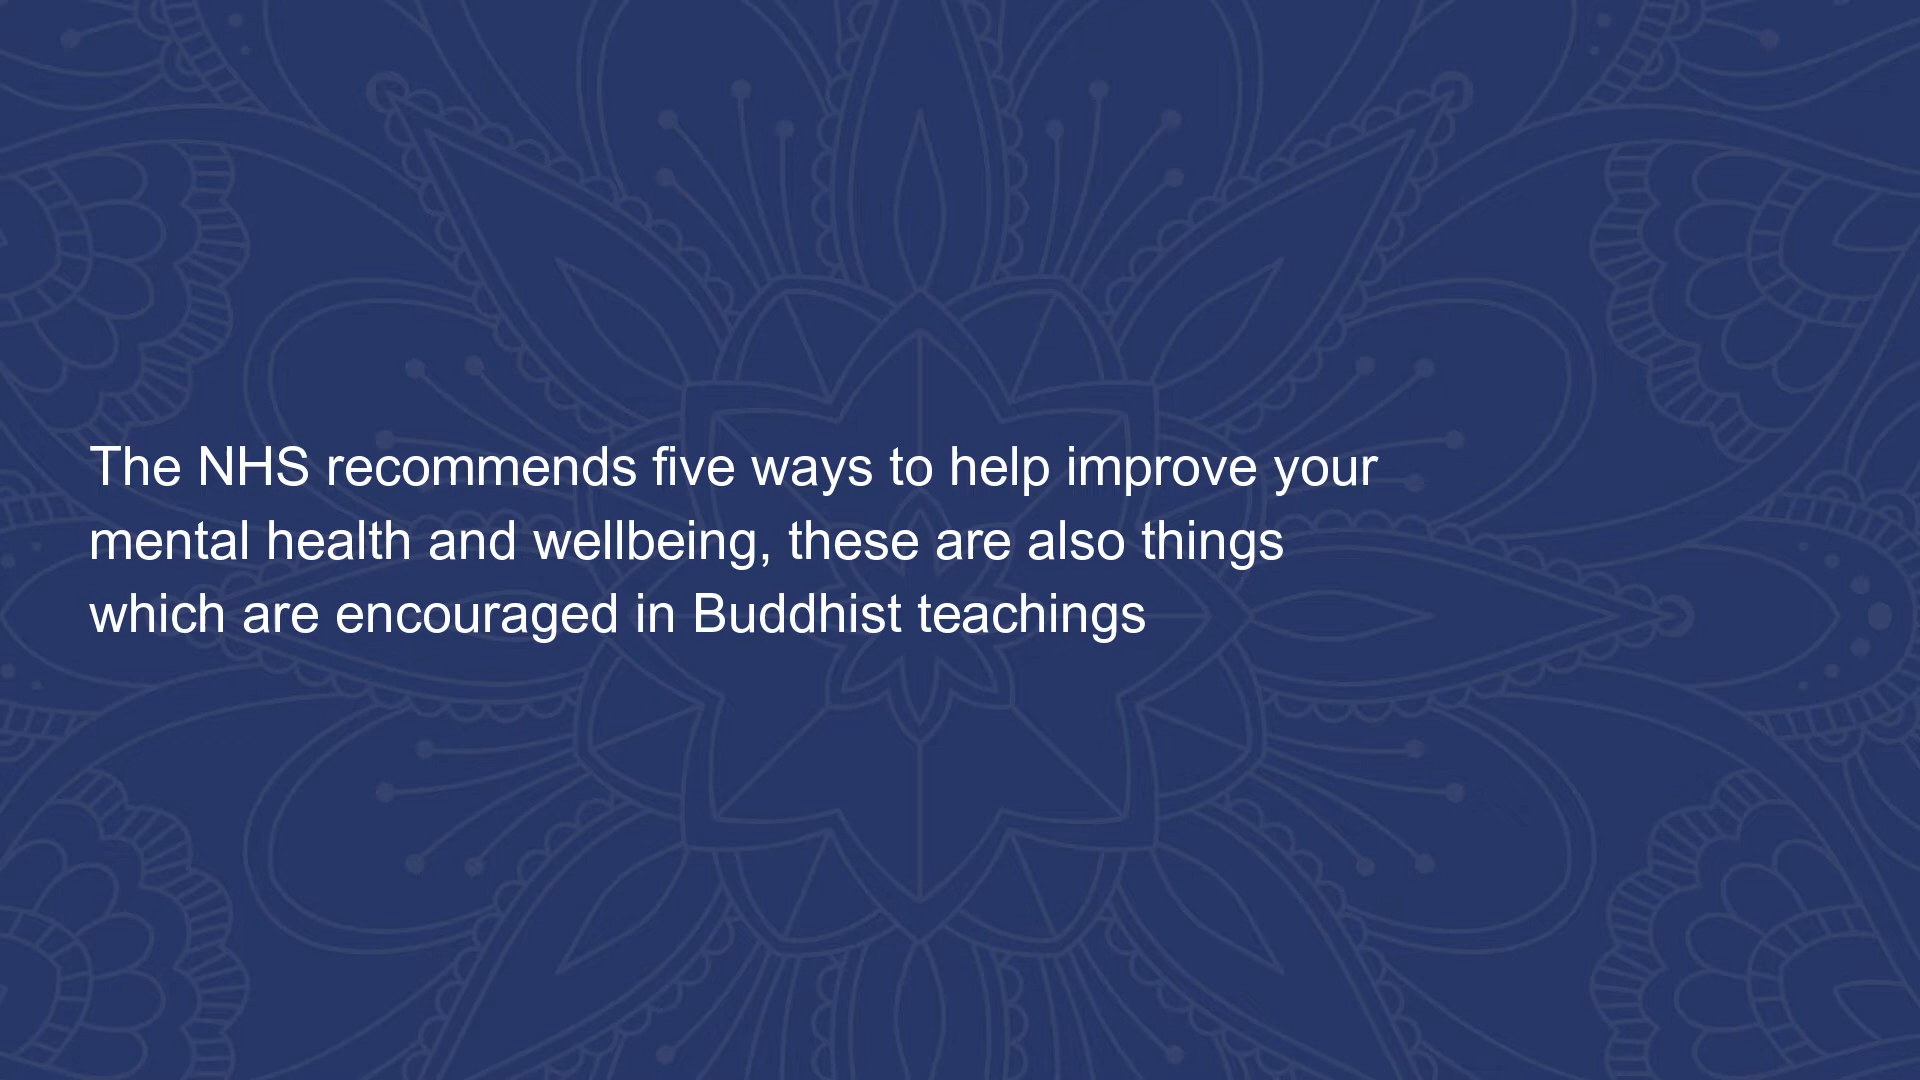 The NHS recommends five ways to help improve your
mental health and wellbeing, these are also things
which are encouraged in Buddhist teachings